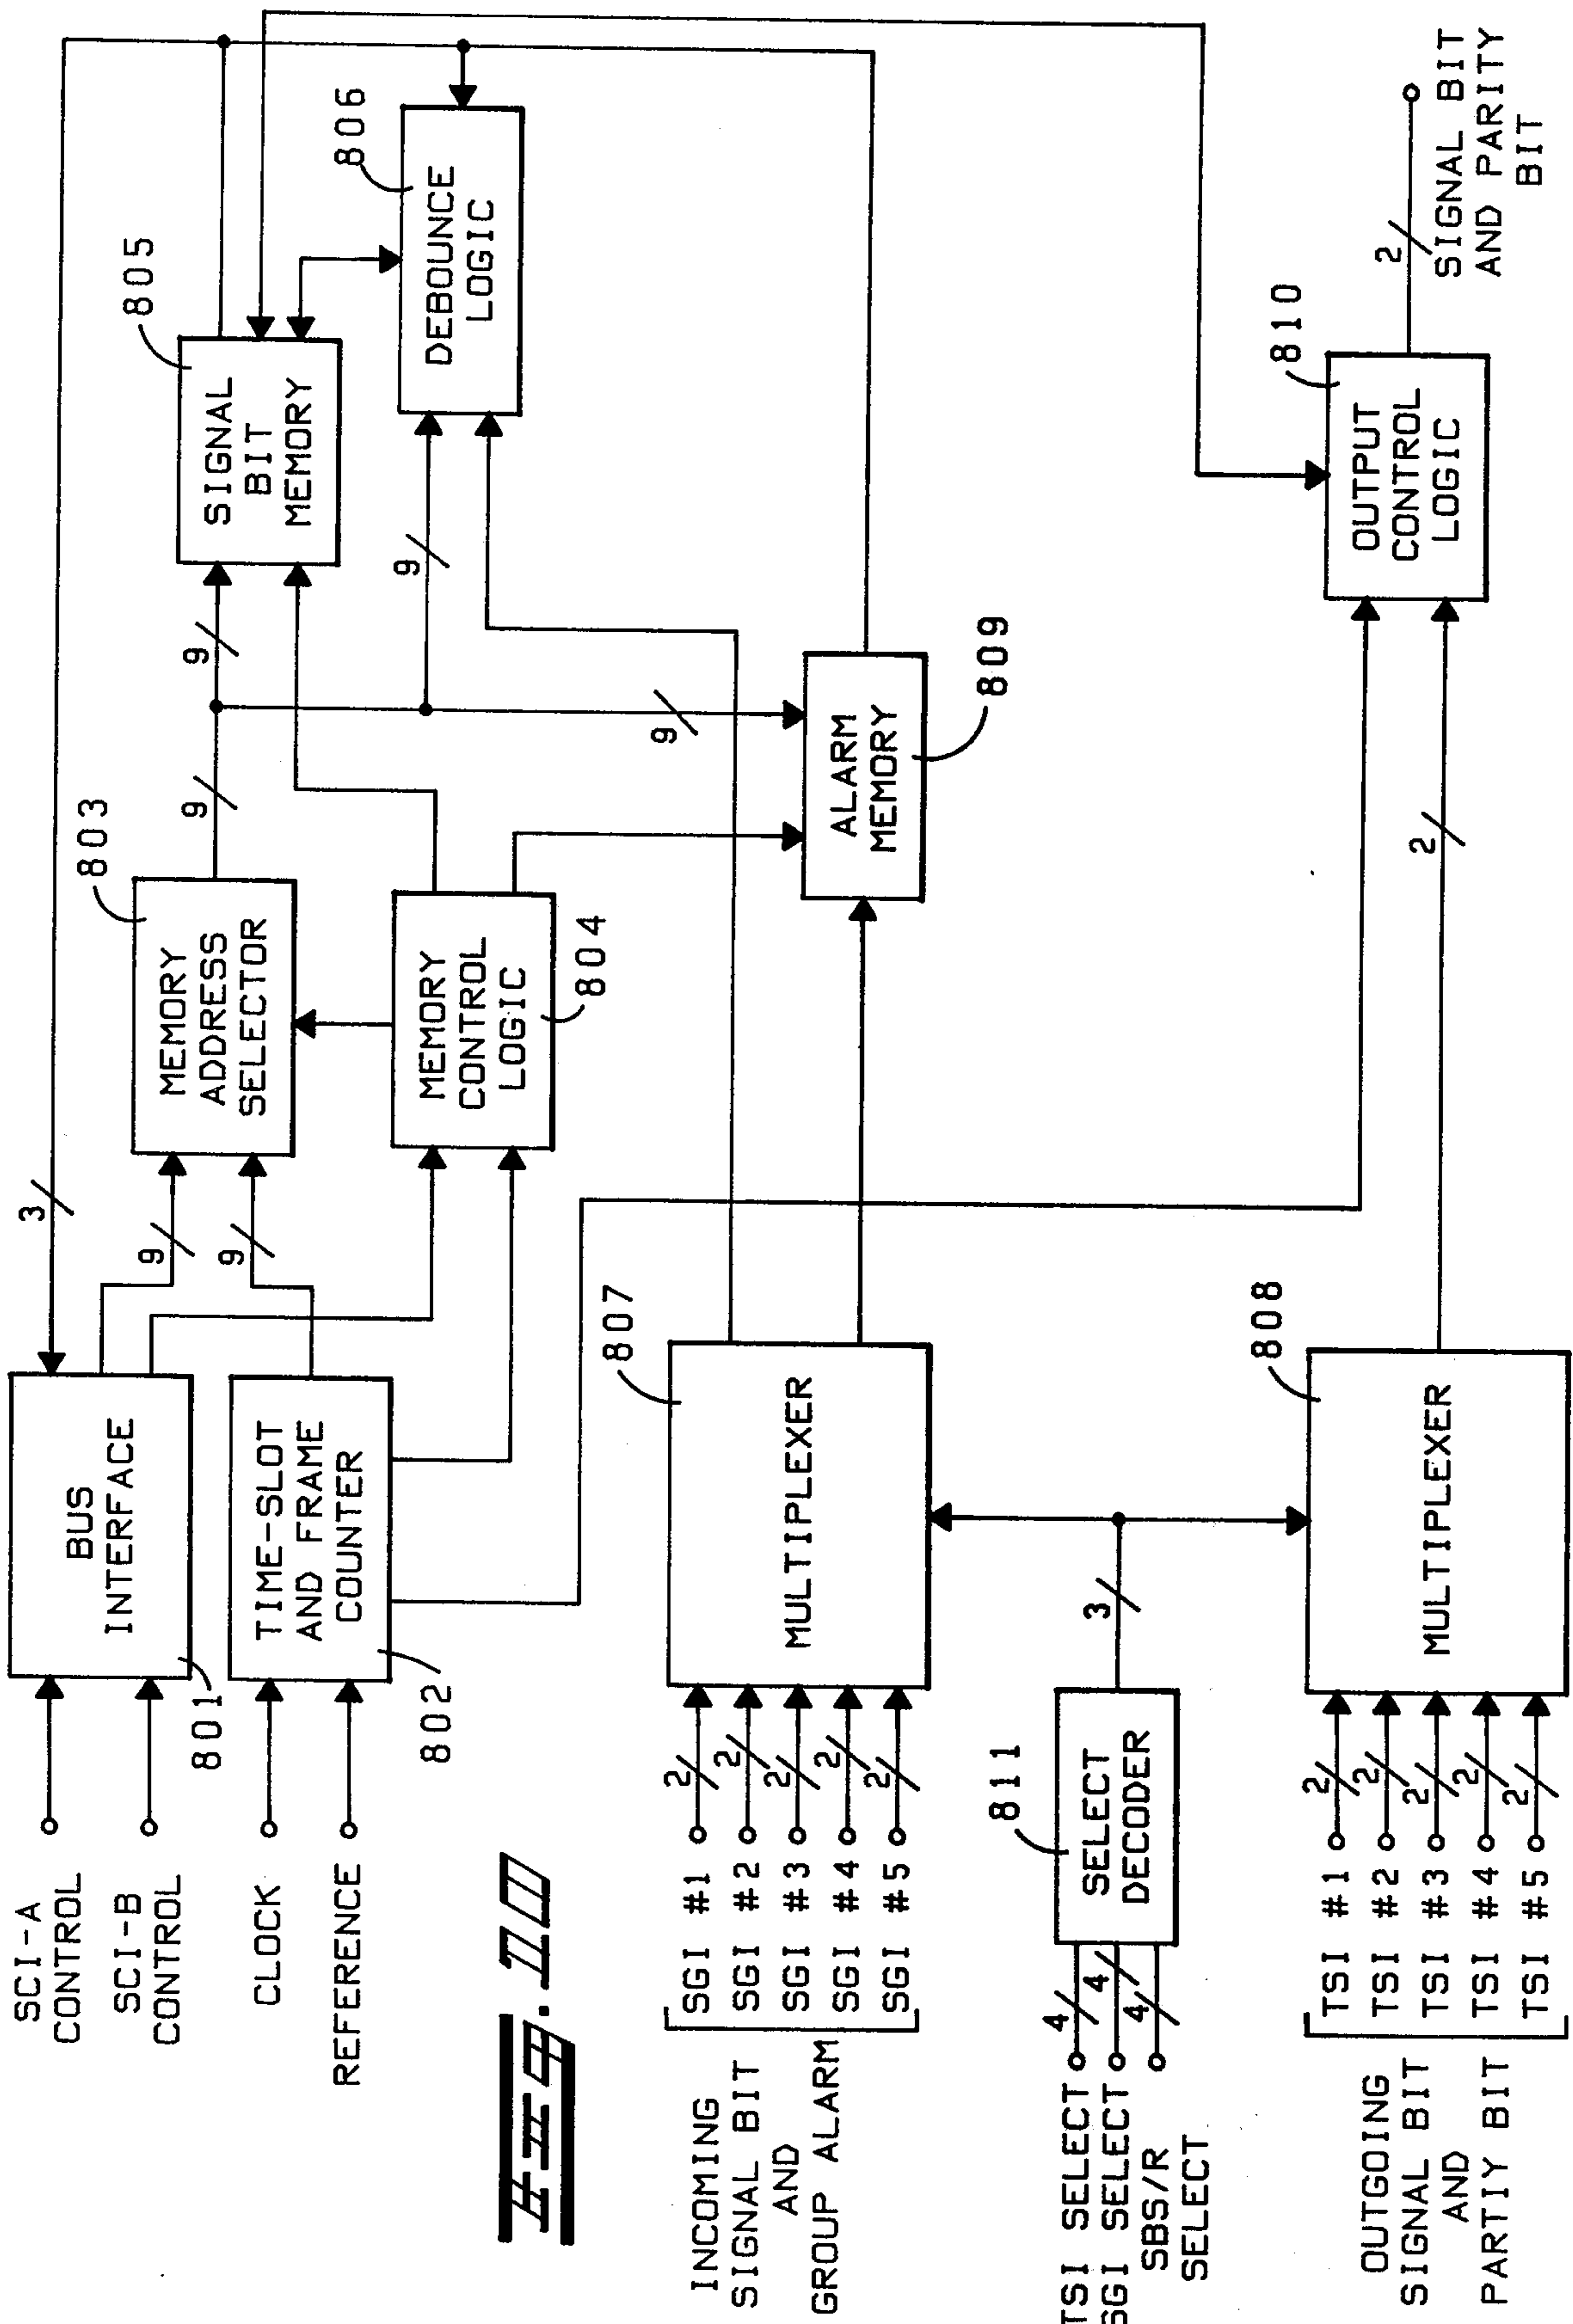 SCI-A
CONTROL
SCI-B
CONTROL
CLOCK
REFERENCE
BUS
INTERFACE
801
TIME-SLOT
AND FRAME
COUNTER
802
3
9
9
803
MEMORY
ADDRESS
SELECTOR
MEMORY
CONTROL
LOGIC
804
9
9
9
9
805
SIGNAL
BIT
MEMORY
806
DEBOUNCE
LOGIC
Fig. 10
INCOMING
SIGNAL BIT
AND
GROUP ALARM
SGI #1
SGI #2
SGI #3
SGI #4
SGI #5
2
2
2
2
2
807
MULTIPLEXER
ALARM
MEMORY
809
TSI SELECT
SGI SELECT
SBS/R
SELECT
4
4
4
811
SELECT
DECODER
3
OUTGOING
SIGNAL BIT
AND
PARTIY BIT
TSI #1
TSI #2
TSI #3
TSI #4
TSI #5
2
2
2
2
2
808
MULTIPLEXER
2
810
OUTPUT
CONTROL
LOGIC
2
SIGNAL BIT
AND PARITY
BIT